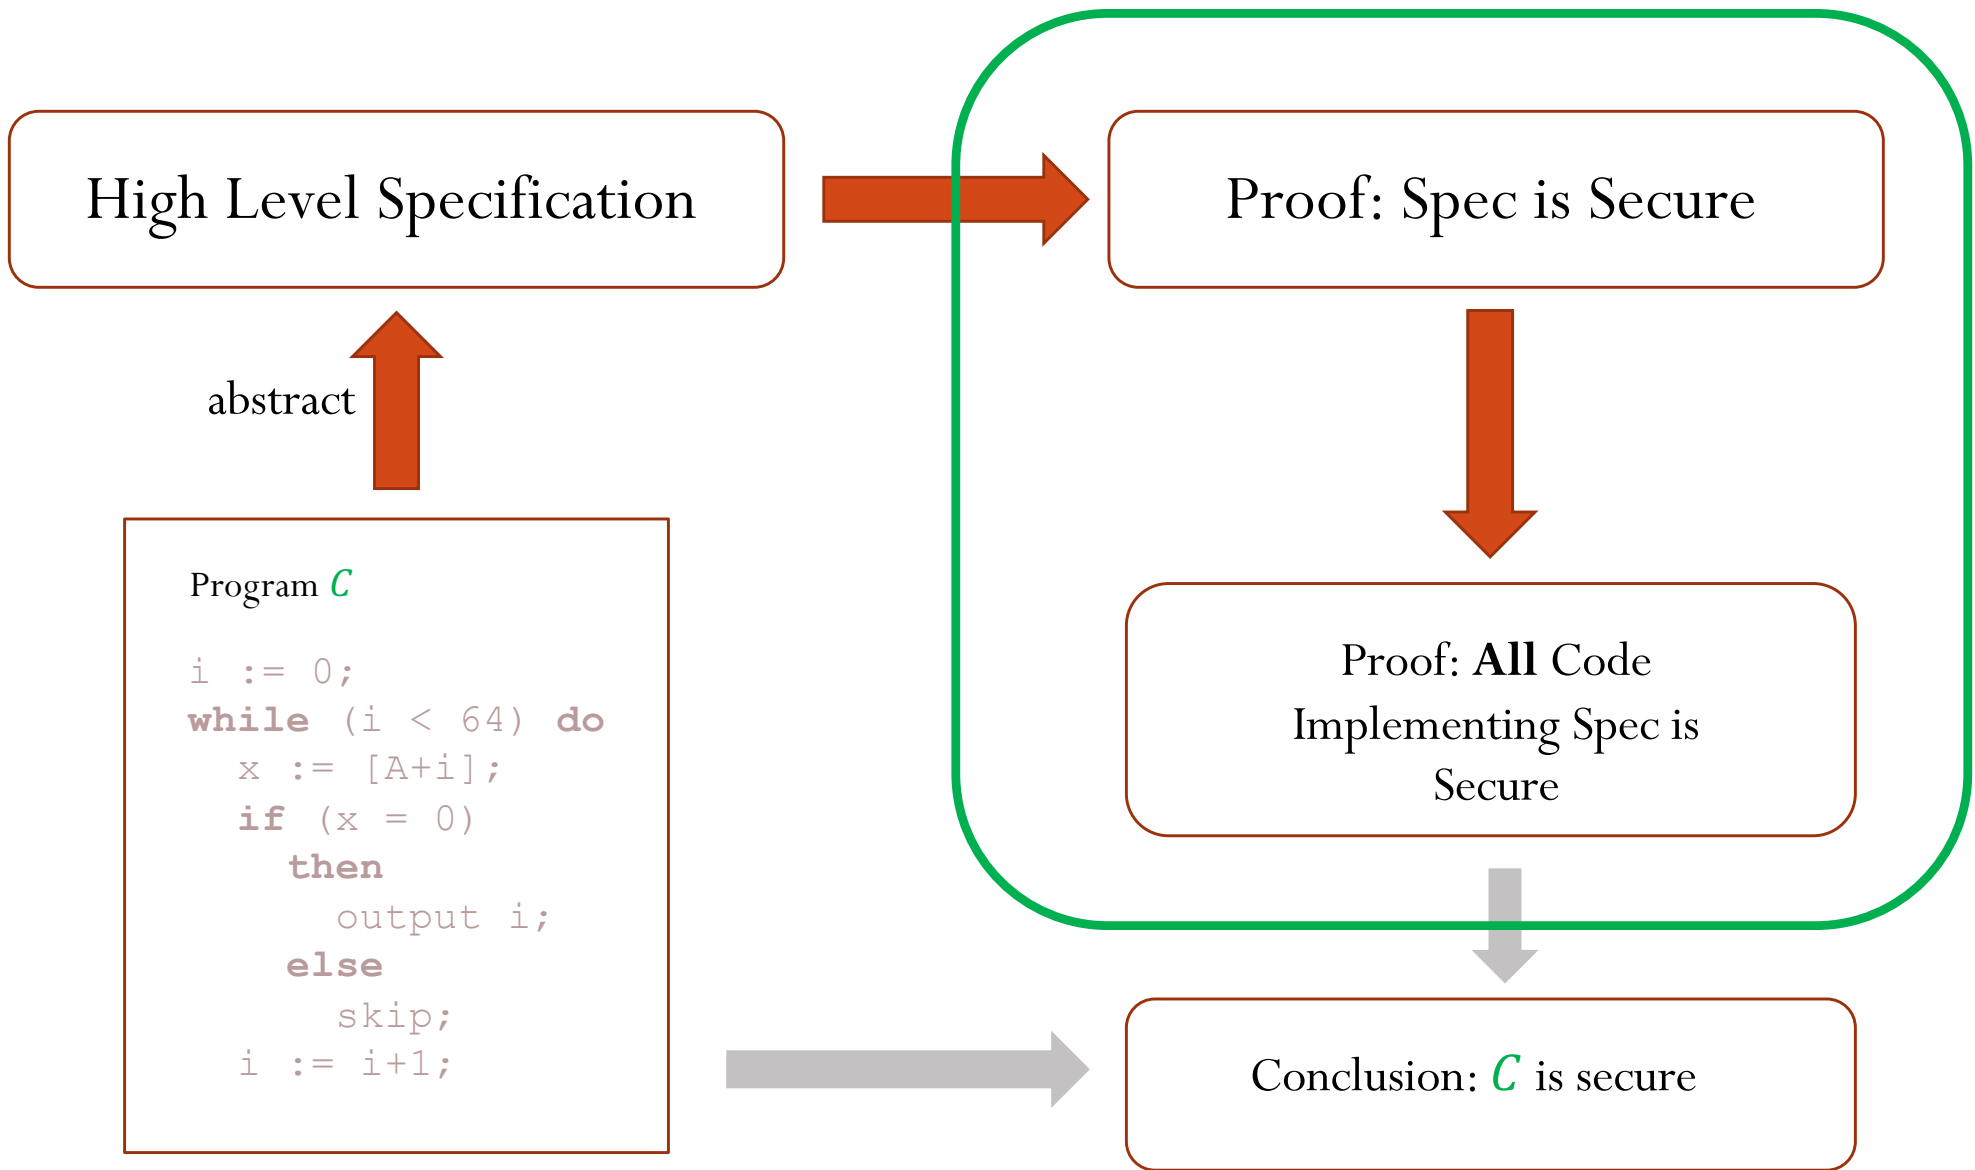 High Level Specification
Proof: Spec is Secure
abstract
Program C
i := 0;
while (i < 64) do
x := [A+i];
if (x = 0)
then
output i;
else
skip;
i := i+1;
Proof: All Code
Implementing Spec is
Secure
Conclusion: C is secure